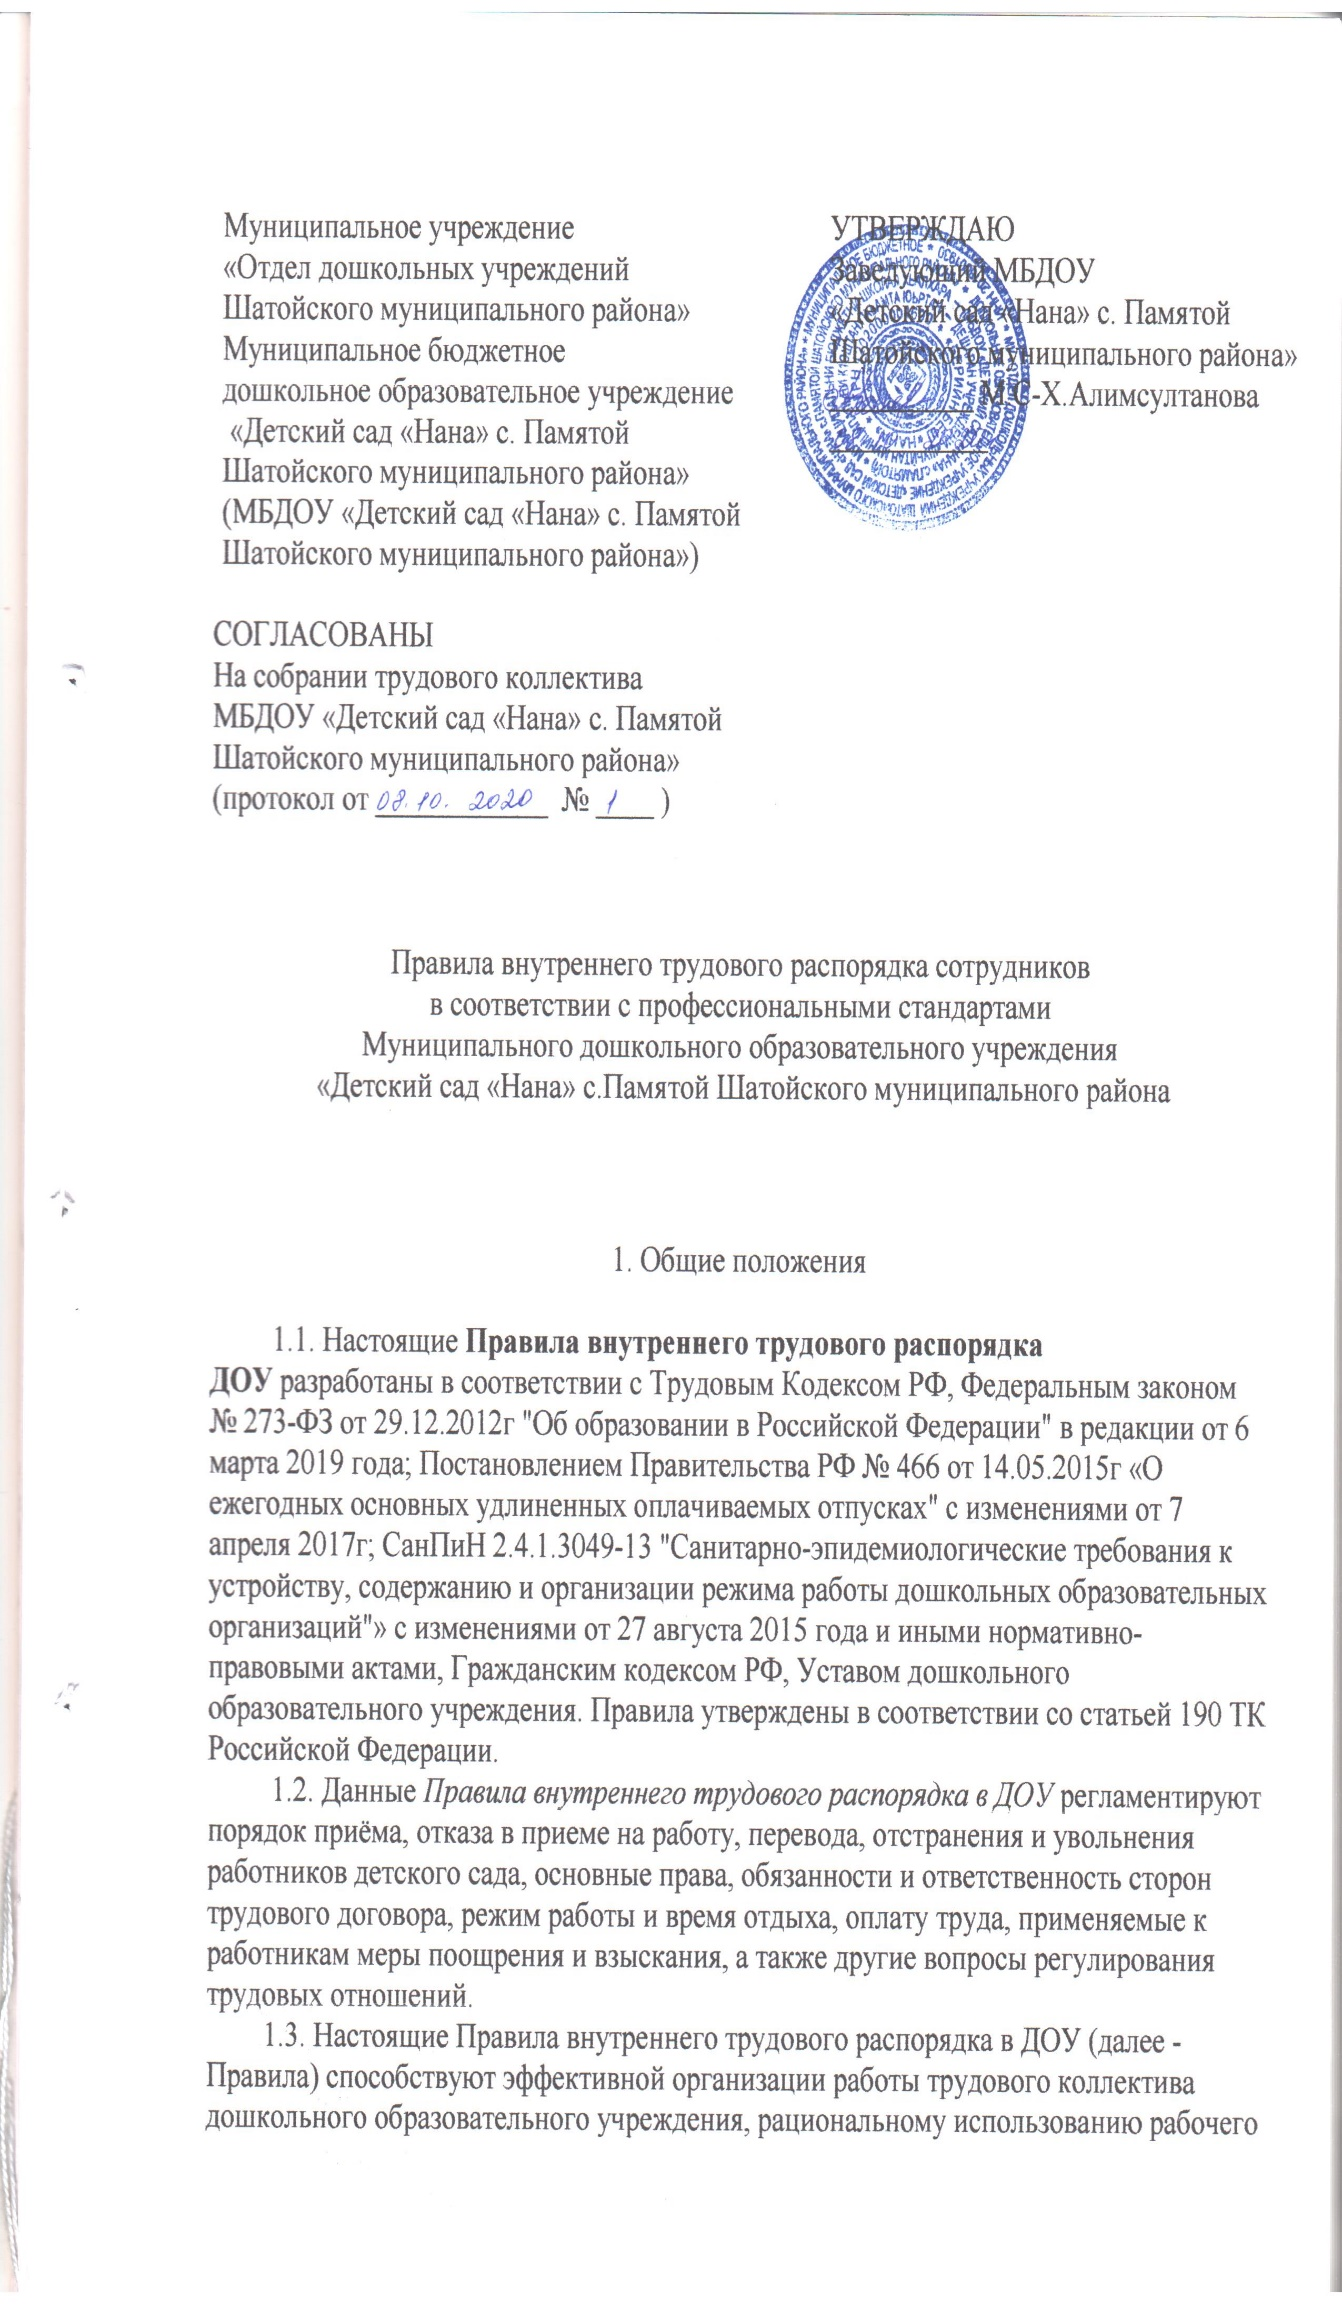 Муниципальное учреждение
«Отдел дошкольных учреждений
Шатойского муниципального района»
Муниципальное бюджетное
дошкольное образовательное учреждение
«Детский сад «Нана» с. Памятой
Шатойского муниципального района»
(МБДОУ «Детский сад «Нана» с. Памятой
Шатойского муниципального района»)
УТВЕРЖДАЮ
Заведующий МБДОУ
«Детский сад «Нана» с. Памятой
Шатойского муниципального района»
М.С-Х.Алимсултанова
СОГЛАСОВАНЫ
На собрании трудового коллектива
МБДОУ «Детский сад «Нана» с. Памятой
Шатойского муниципального района»
(протокол от 08.10. 2020 № 1 )
Правила внутреннего трудового распорядка сотрудников
в соответствии с профессиональными стандартами
Муниципального дошкольного образовательного учреждения
«Детский сад «Нана» с.Памятой Шатойского муниципального района
1. Общие положения
1.1. Настоящие Правила внутреннего трудового распорядка
ДОУ разработаны в соответствии с Трудовым Кодексом РФ, Федеральным законом
№ 273-ФЗ от 29.12.2012г "Об образовании в Российской Федерации" в редакции от 6
марта 2019 года; Постановлением Правительства РФ № 466 от 14.05.2015г «О
ежегодных основных удлиненных оплачиваемых отпусках" с изменениями от 7
апреля 2017г; СанПиН 2.4.1.3049-13 "Санитарно-эпидемиологические требования к
устройству, содержанию и организации режима работы дошкольных образовательных
организаций"» с изменениями от 27 августа 2015 года и иными нормативно-
правовыми актами, Гражданским кодексом РФ, Уставом дошкольного
образовательного учреждения. Правила утверждены в соответствии со статьей 190 ТК
Российской Федерации.
1.2. Данные Правила внутреннего трудового распорядка в ДОУ регламентируют
порядок приёма, отказа в приеме на работу, перевода, отстранения и увольнения
работников детского сада, основные права, обязанности и ответственность сторон
трудового договора, режим работы и время отдыха, оплату труда, применяемые к
работникам меры поощрения и взыскания, а также другие вопросы регулирования
трудовых отношений.
1.3. Настоящие Правила внутреннего трудового распорядка в ДОУ (далее -
Правила) способствуют эффективной организации работы трудового коллектива
дошкольного образовательного учреждения, рациональному использованию рабочего